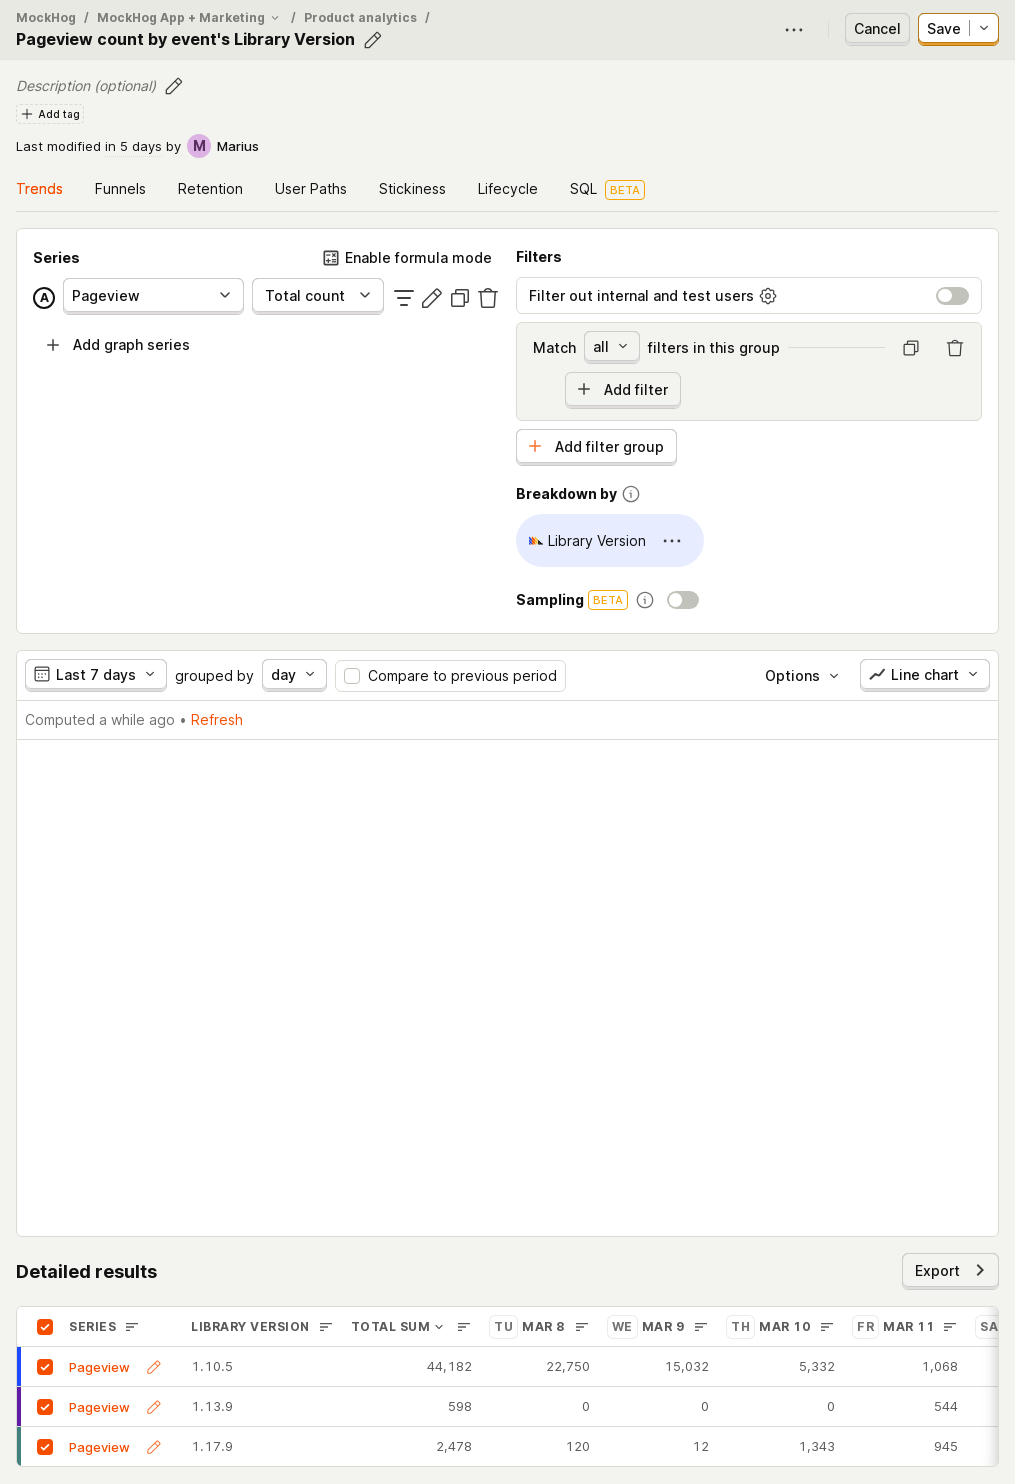 MockHog / MockHog App + Marketing / Product analytics /
Pageview count by event's Library Version
Cancel
Save
Description (optional)
Add tag
Last modified in 5 days by M Marius
Trends Funnels Retention User Paths Stickiness Lifecycle SQL BETA
Series
Enable formula mode
A Pageview Total count
Add graph series
Filters
Filter out internal and test users
Match all filters in this group
Add filter
Add filter group
Breakdown by
Library Version
Sampling BETA
Last 7 days grouped by day Compare to previous period Options Line chart
Computed a while ago • Refresh
Detailed results
Export
SERIES LIBRARY VERSION TOTAL SUM TU MAR 8 WE MAR 9 TH MAR 10 FR MAR 11 SA
Pageview 1.10.5 44,182 22,750 15,032 5,332 1,068
Pageview 1.13.9 598 0 0 0 544
Pageview 1.17.9 2,478 120 12 1,343 945